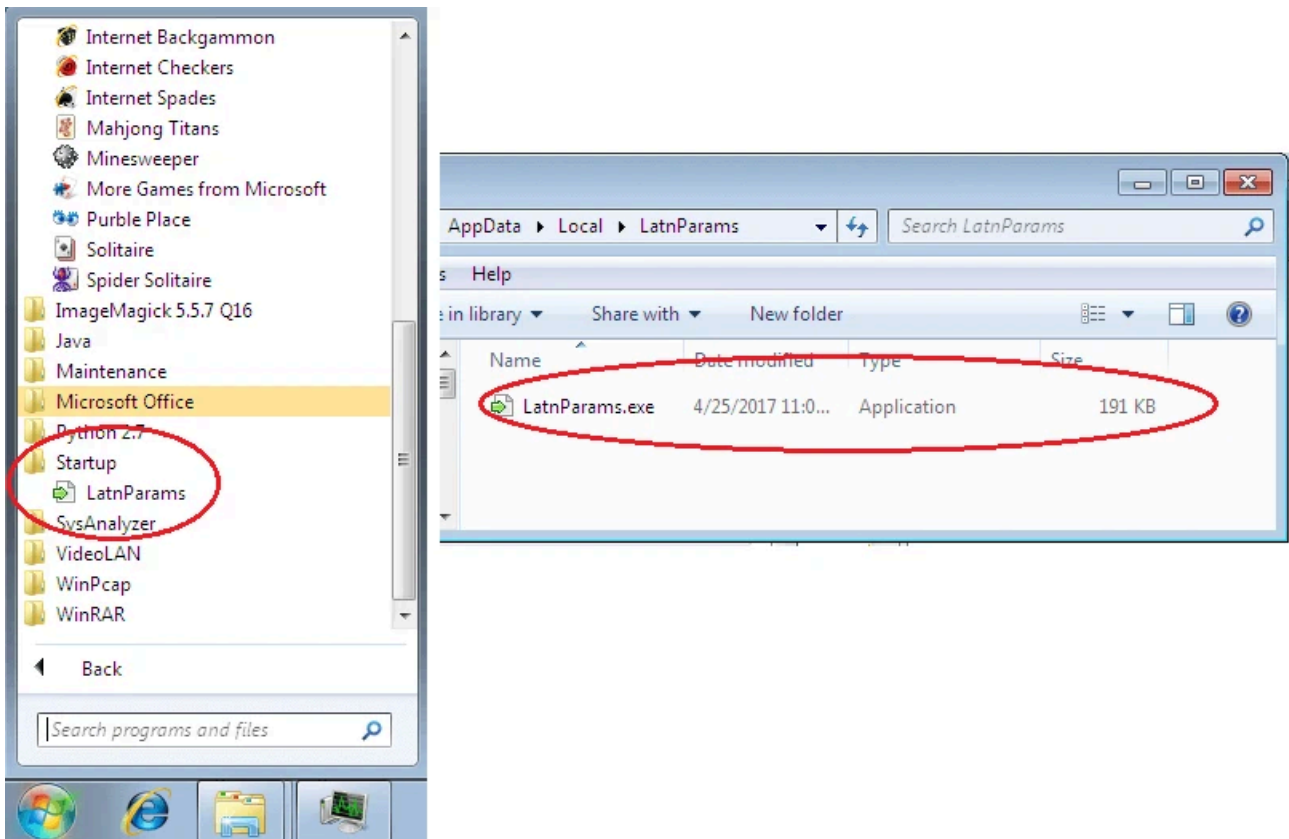 Internet Backgammon
Internet Checkers
Internet Spades
Mahjong Titans
Minesweeper
More Games from Microsoft
Purble Place
Solitaire
Spider Solitaire
ImageMagick 5.5.7 Q16
Java
Maintenance
Microsoft Office
Python 2.7
Startup
LatnParams
SysAnalyzer
VideoLAN
WinPcap
WinRAR
Back
Search programs and files
AppData Local LatnParams Search LatnParams
s Help
e in library Share with New folder
Name Date modified Type Size
LatnParams.exe 4/25/2017 11:0... Application 191 KB